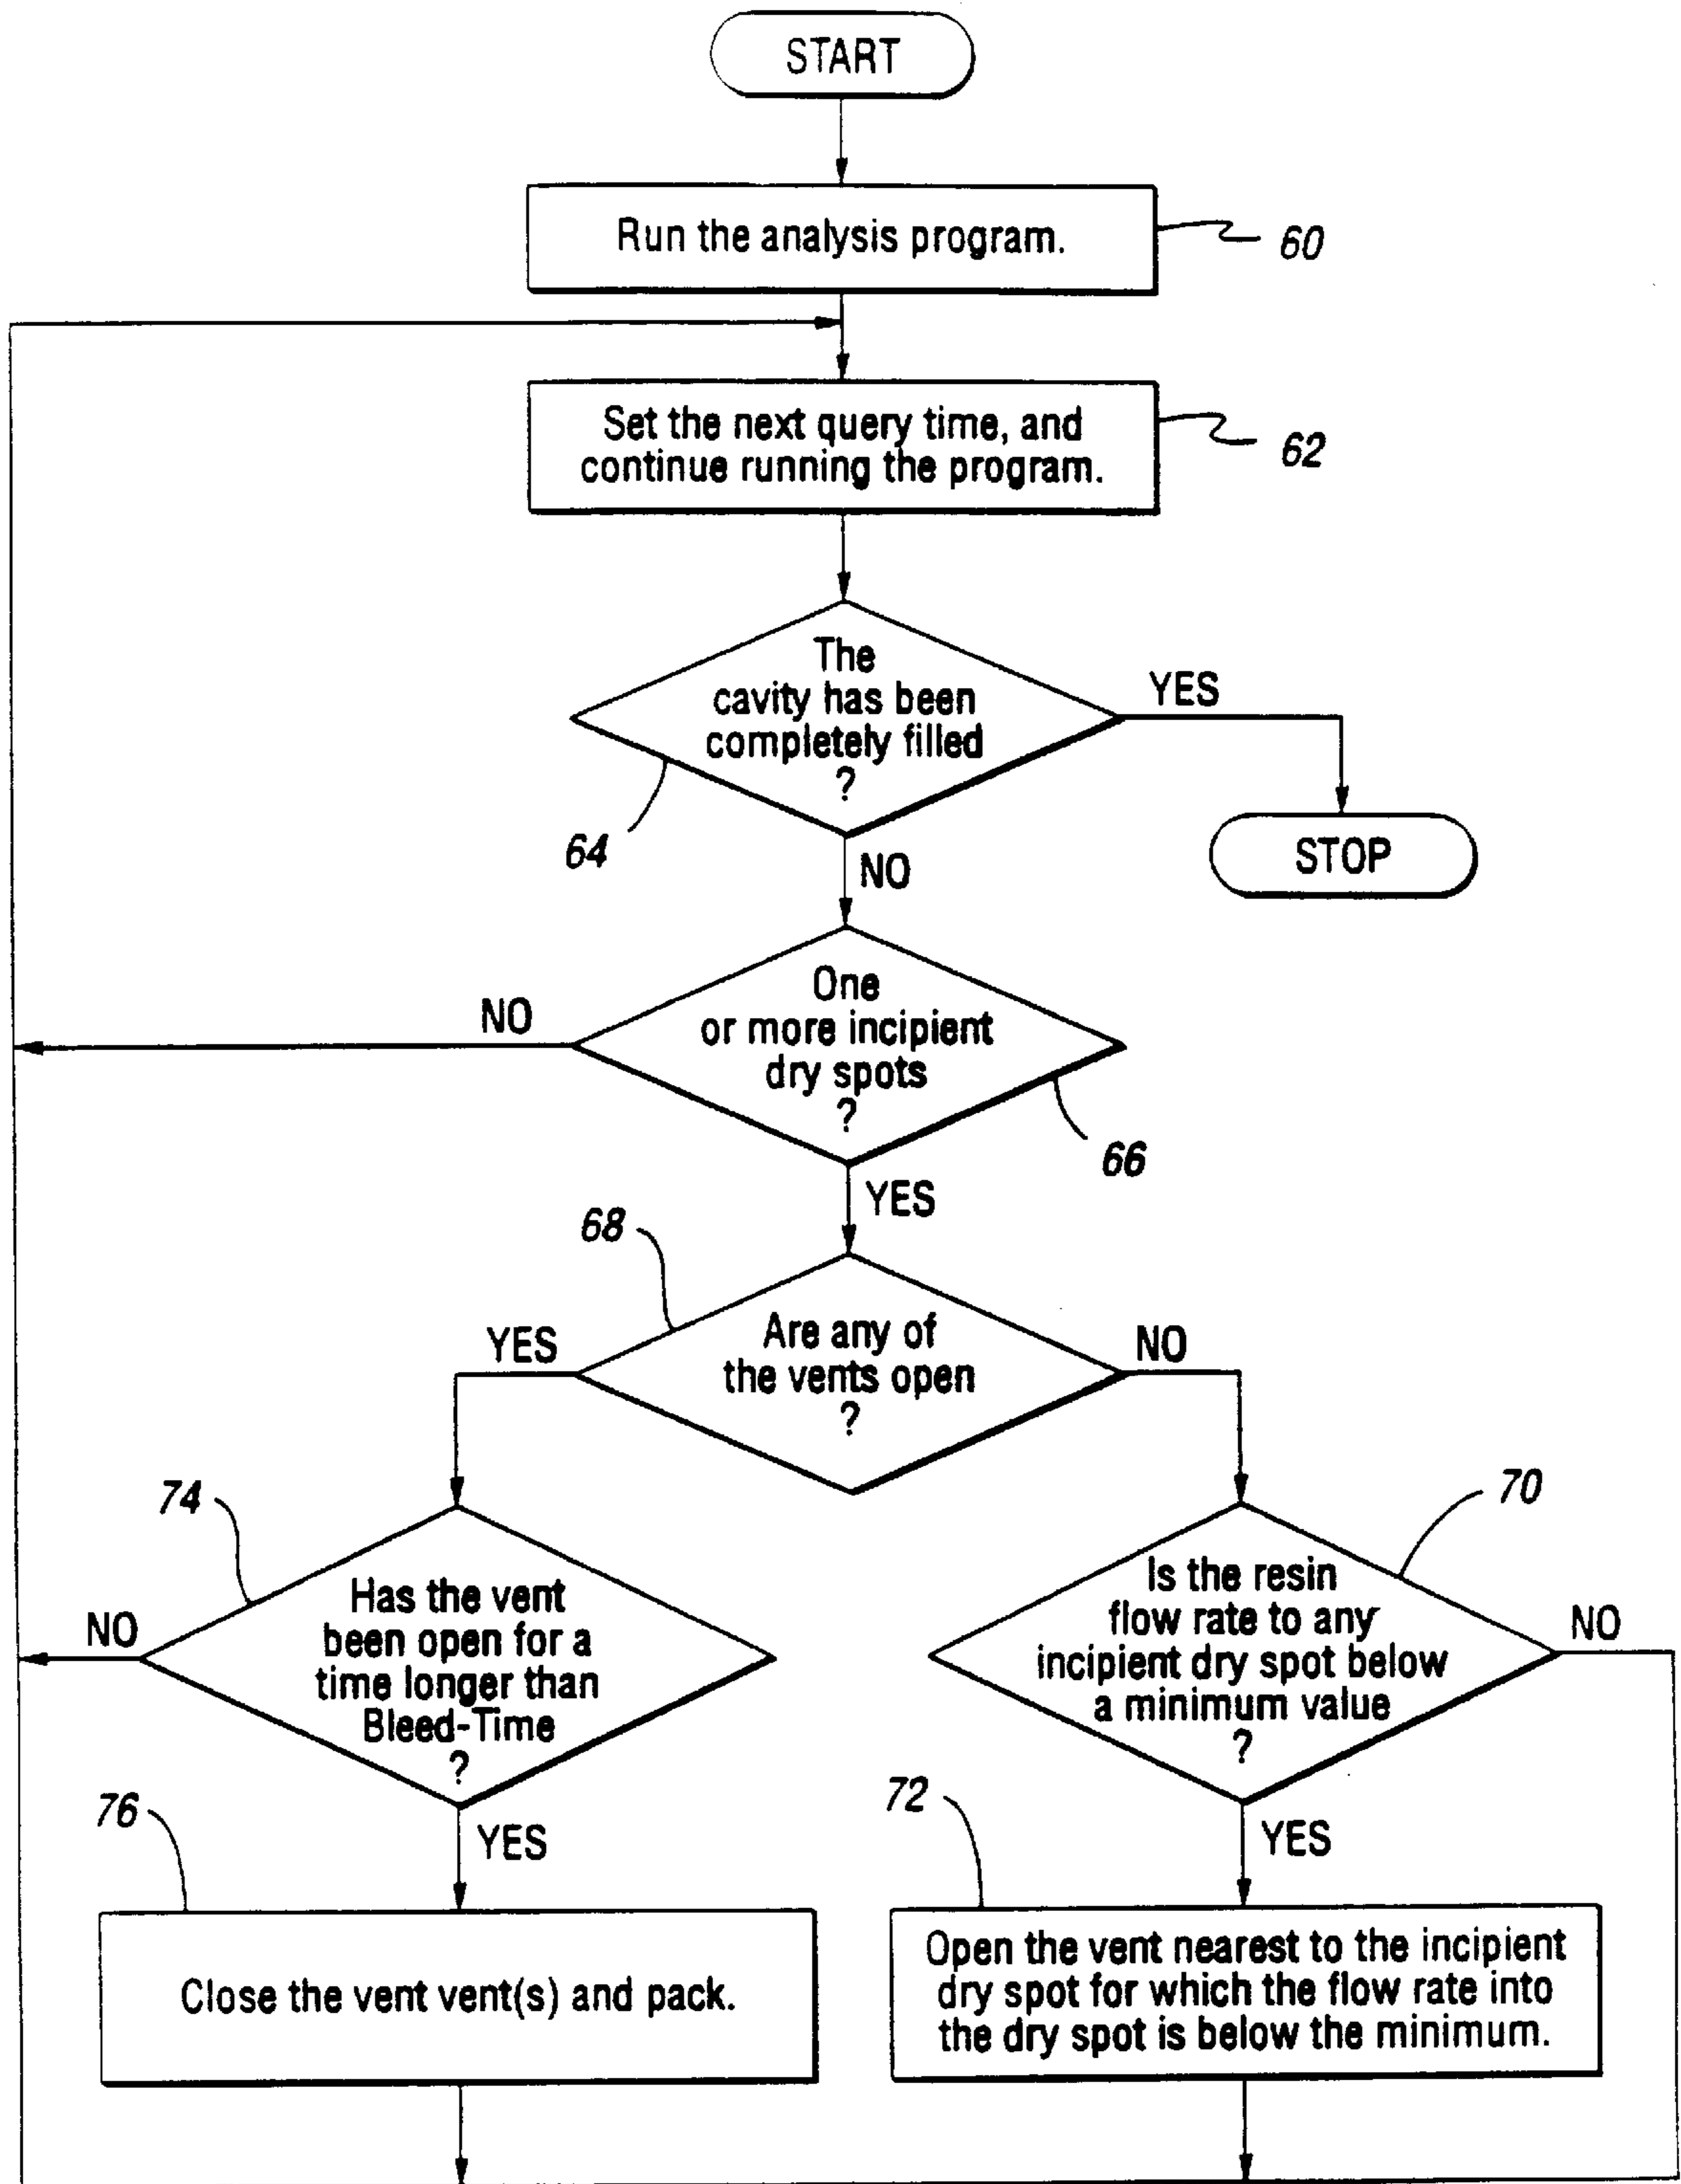 START
Run the analysis program.
60
Set the next query time, and
continue running the program.
62
The
cavity has been
completely filled
?
YES
64
STOP
NO
One
or more incipient
dry spots
?
NO
66
YES
68
Are any of
the vents open
?
YES
NO
74
70
Has the vent
been open for a
time longer than
Bleed-Time
?
NO
Is the resin
flow rate to any
incipient dry spot below
a minimum value
?
NO
76
YES
72
YES
Close the vent vent(s) and pack.
Open the vent nearest to the incipient
dry spot for which the flow rate into
the dry spot is below the minimum.